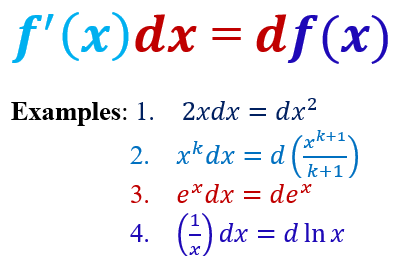 f'(x)dx = df(x)
Examples: 1. 2xdx = dx²
2. xᵏdx = d(xᵏ⁺¹/k+1)
3. eˣdx = deˣ
4. (1/x)dx = d ln x